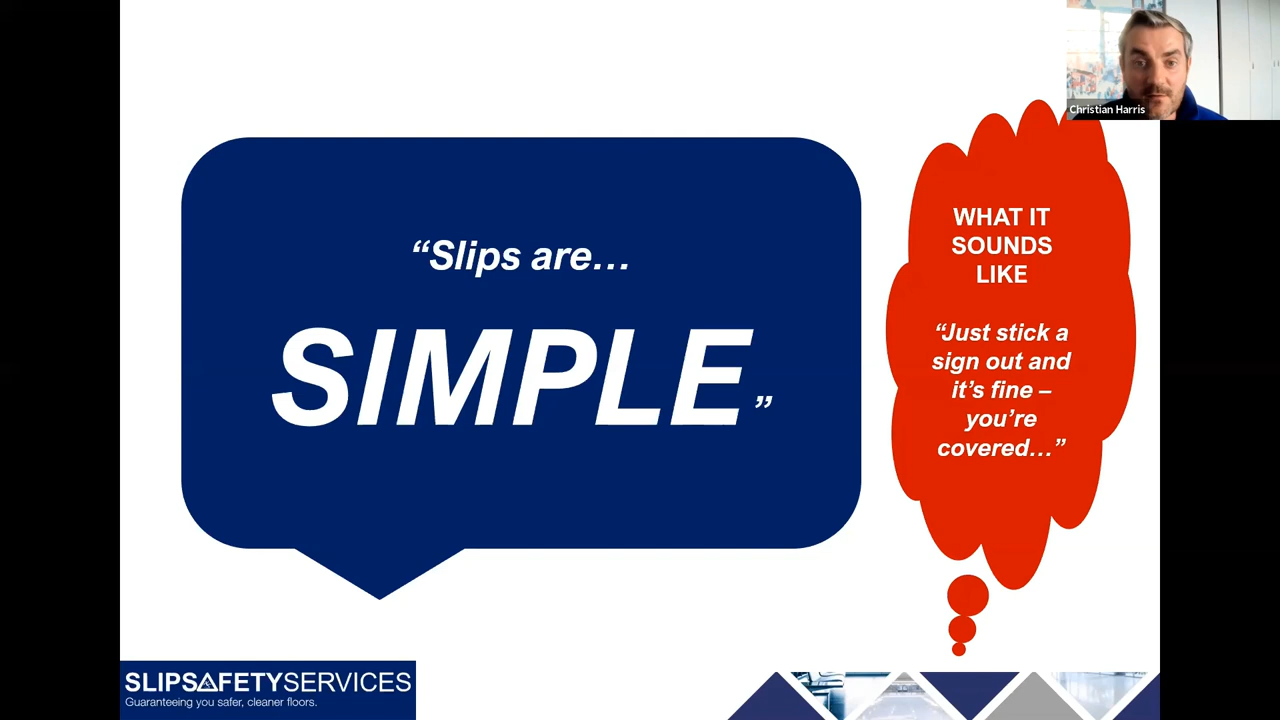 Christian Harris
“Slips are…
SIMPLE”
WHAT IT
SOUNDS
LIKE
“Just stick a
sign out and
it’s fine –
you’re
covered…”
SLIPSAFETYSERVICES
Guaranteeing you safer, cleaner floors.